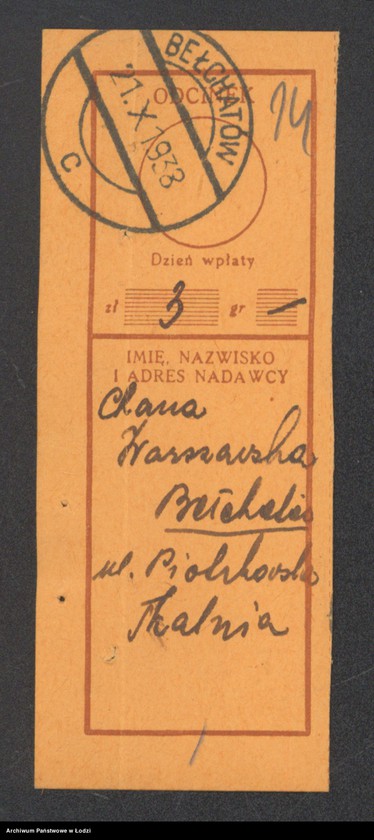 BEŁCHATÓW
21.X.1938
C
ODCINEK
14
Dzień wpłaty
zł 3 gr —
IMIĘ, NAZWISKO
I ADRES NADAWCY
Chana
Warszawska
Bełchatów
ul. Piotrkowska
Tkalnia
Archiwum Państwowe w Łodzi